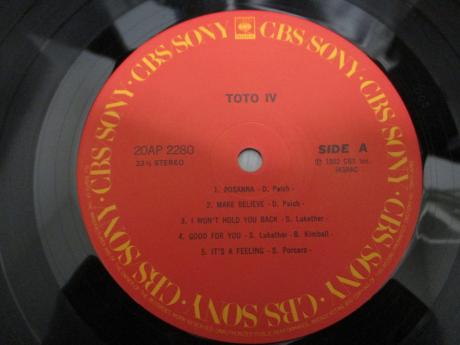 CBS SONY · CBS SONY · CBS SONY · CBS SONY · CBS SONY · CBS SONY
TOTO IV
20AP 2280
33⅓ STEREO
SIDE A
℗ 1982 CBS Inc.
1. ROSANNA - D. Paich -
2. MAKE BELIEVE - D. Paich -
3. I WON'T HOLD YOU BACK - S. Lukather -
4. GOOD FOR YOU - S. Lukather - B. Kimball -
5. IT'S A FEELING - S. Porcaro -